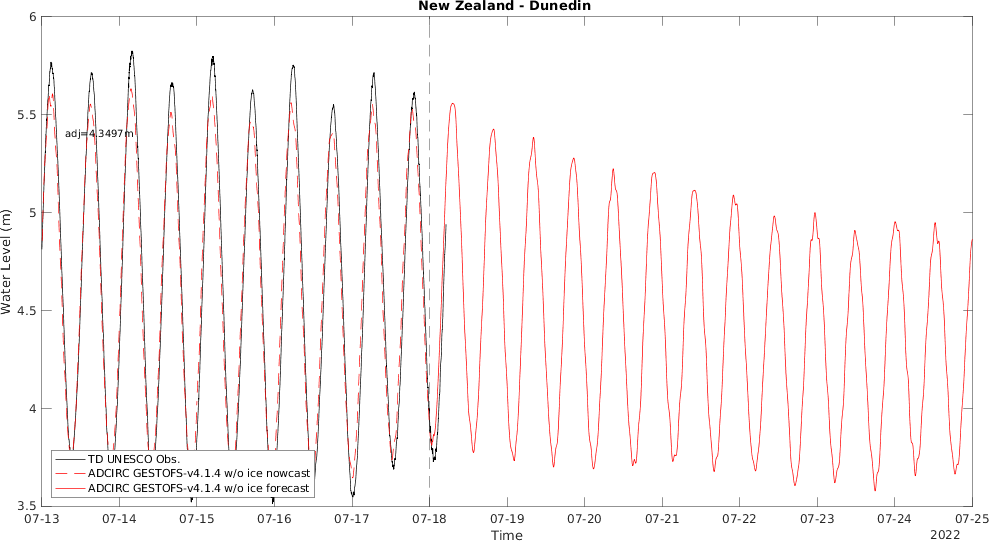 New Zealand - Dunedin
6
5.5
5
4.5
4
3.5
Water Level (m)
adj=4.3497m
TD UNESCO Obs.
ADCIRC GESTOFS-v4.1.4 w/o ice nowcast
ADCIRC GESTOFS-v4.1.4 w/o ice forecast
07-13 07-14 07-15 07-16 07-17 07-18 07-19 07-20 07-21 07-22 07-23 07-24 07-25
Time
2022